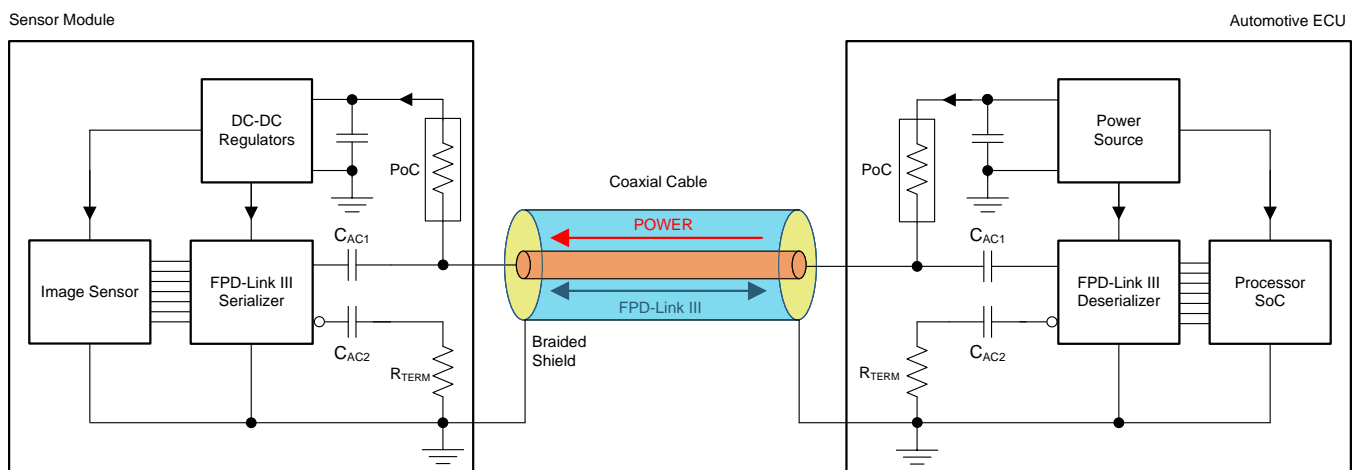 Sensor Module
Automotive ECU
DC-DC
Regulators
PoC
Power
Source
PoC
Coaxial Cable
POWER
CAC1
CAC1
Image Sensor
FPD-Link III
Serializer
FPD-Link III
FPD-Link III
Deserializer
Processor
SoC
CAC2
Braided
Shield
CAC2
RTERM
RTERM